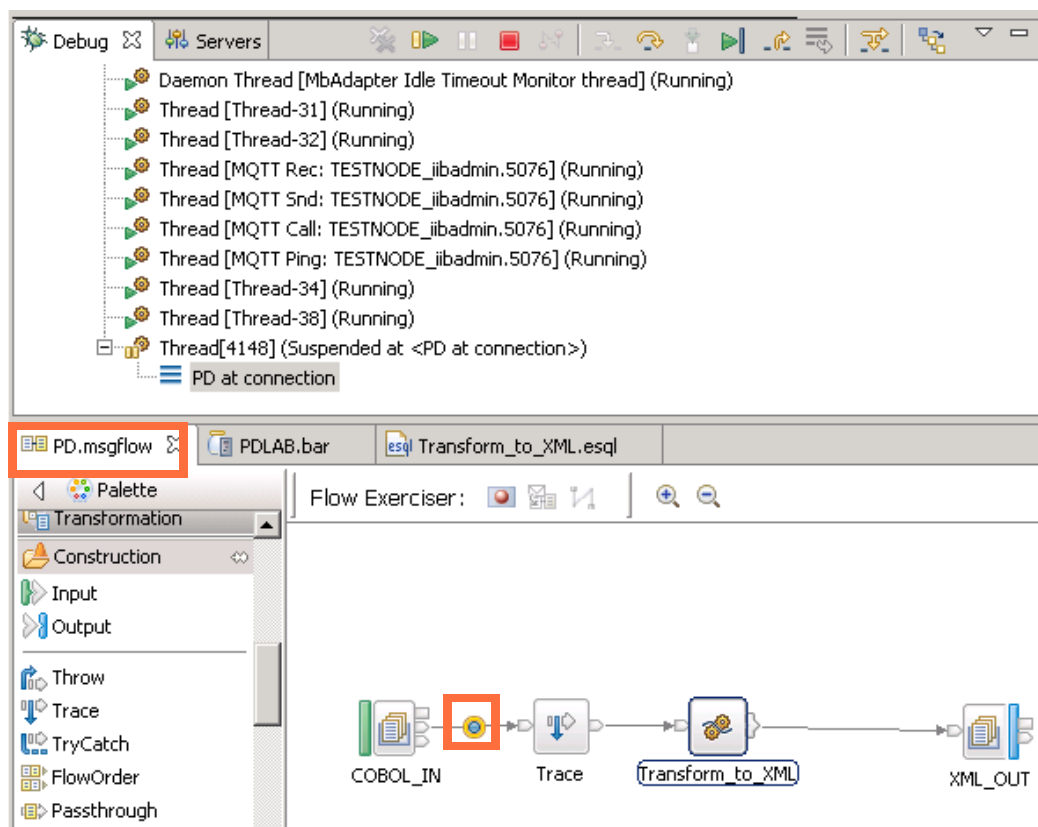 Debug Servers
Daemon Thread [MbAdapter Idle Timeout Monitor thread] (Running)
Thread [Thread-31] (Running)
Thread [Thread-32] (Running)
Thread [MQTT Rec: TESTNODE_iibadmin.5076] (Running)
Thread [MQTT Snd: TESTNODE_iibadmin.5076] (Running)
Thread [MQTT Call: TESTNODE_iibadmin.5076] (Running)
Thread [MQTT Ping: TESTNODE_iibadmin.5076] (Running)
Thread [Thread-34] (Running)
Thread [Thread-38] (Running)
Thread[4148] (Suspended at <PD at connection>)
PD at connection
PD.msgflow PDLAB.bar esql Transform_to_XML.esql
Palette
Flow Exerciser:
Transformation
Construction
Input
Output
Throw
Trace
TryCatch
FlowOrder
Passthrough
COBOL_IN Trace Transform_to_XML XML_OUT